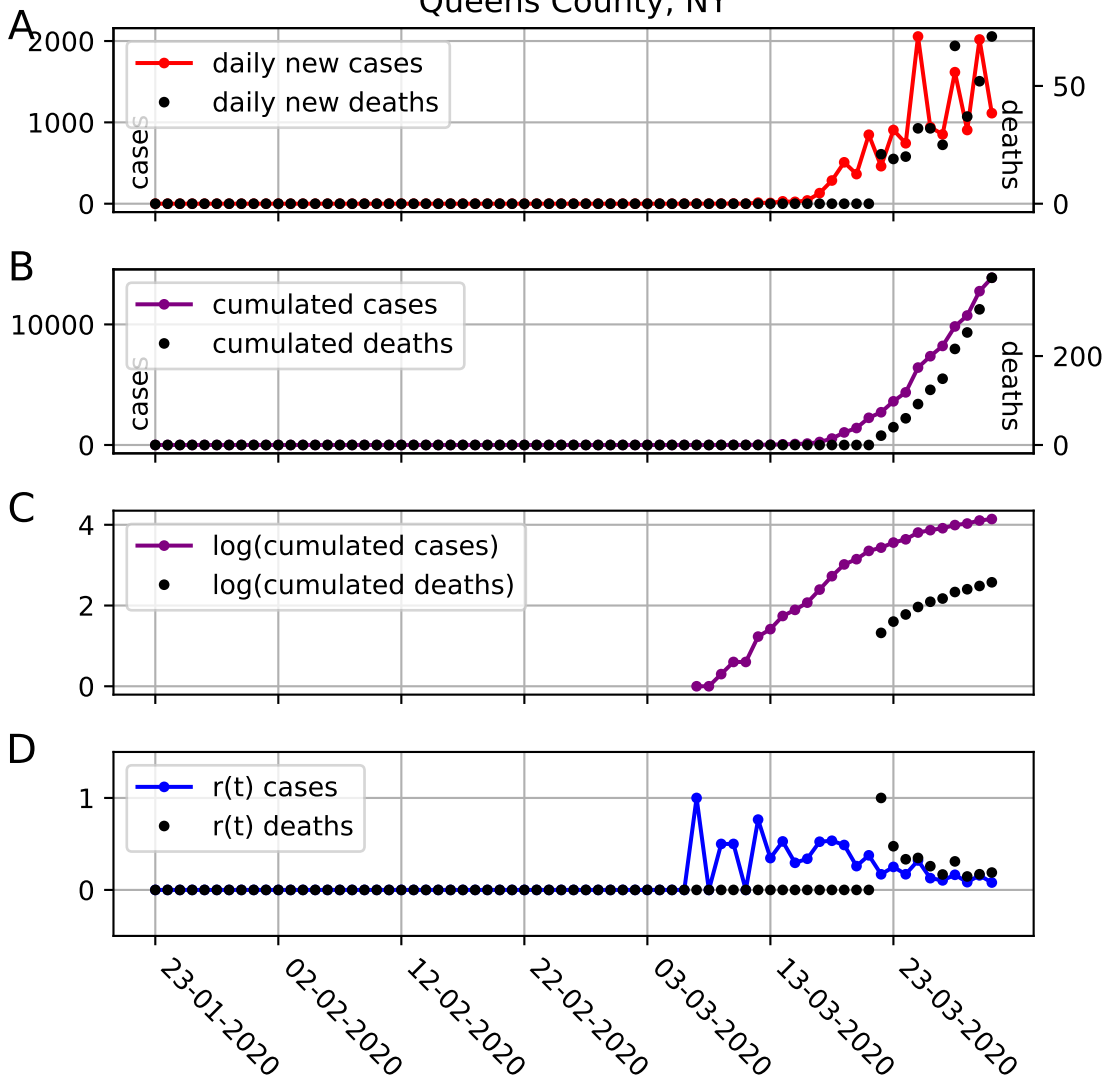 Queens County, NY
A
2000
1000
0
cases
daily new cases
daily new deaths
50
0
deaths
B
10000
0
cases
cumulated cases
cumulated deaths
200
0
deaths
C
4
2
0
log(cumulated cases)
log(cumulated deaths)
D
1
0
r(t) cases
r(t) deaths
23-01-2020
02-02-2020
12-02-2020
22-02-2020
03-03-2020
13-03-2020
23-03-2020